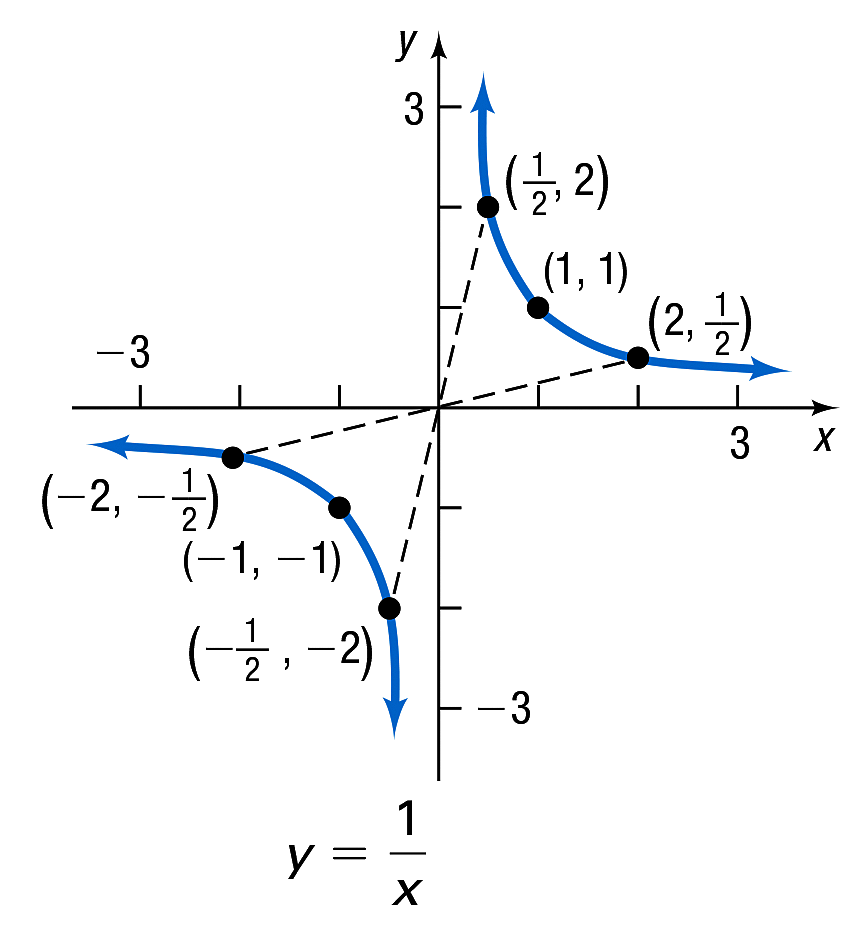 y
3
(1/2, 2)
(1, 1)
(2, 1/2)
−3
3
x
(−2, −1/2)
(−1, −1)
(−1/2 , −2)
−3
y = 1/x